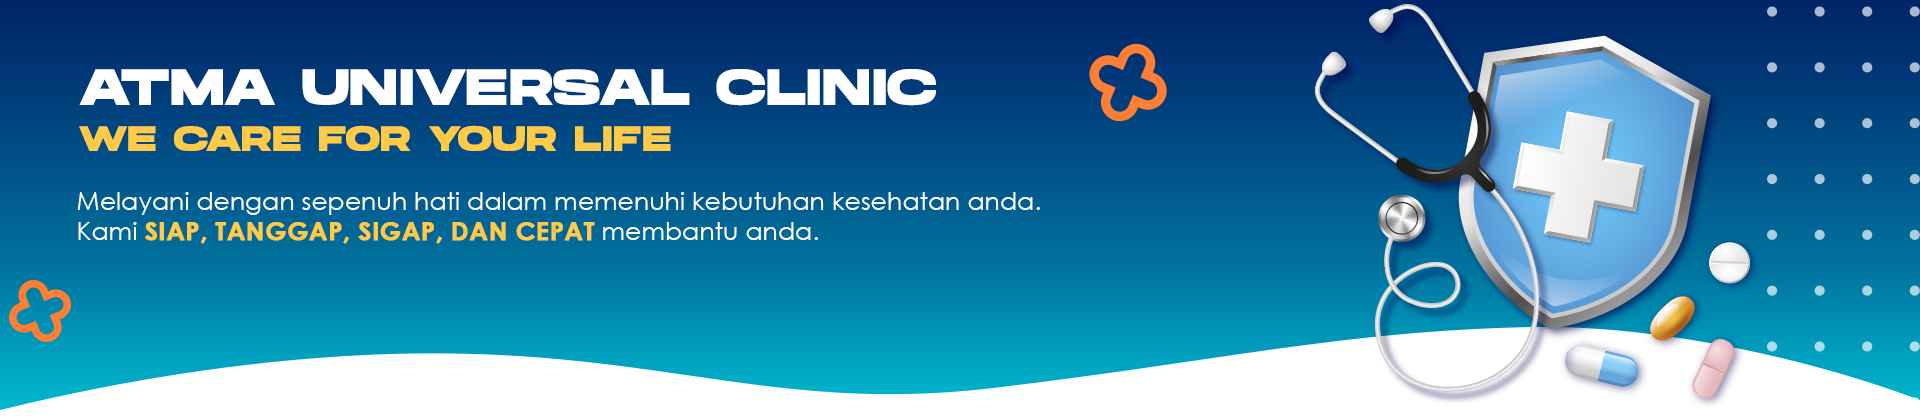 ATMA UNIVERSAL CLINIC
WE CARE FOR YOUR LIFE
Melayani dengan sepenuh hati dalam memenuhi kebutuhan kesehatan anda.
Kami SIAP, TANGGAP, SIGAP, DAN CEPAT membantu anda.